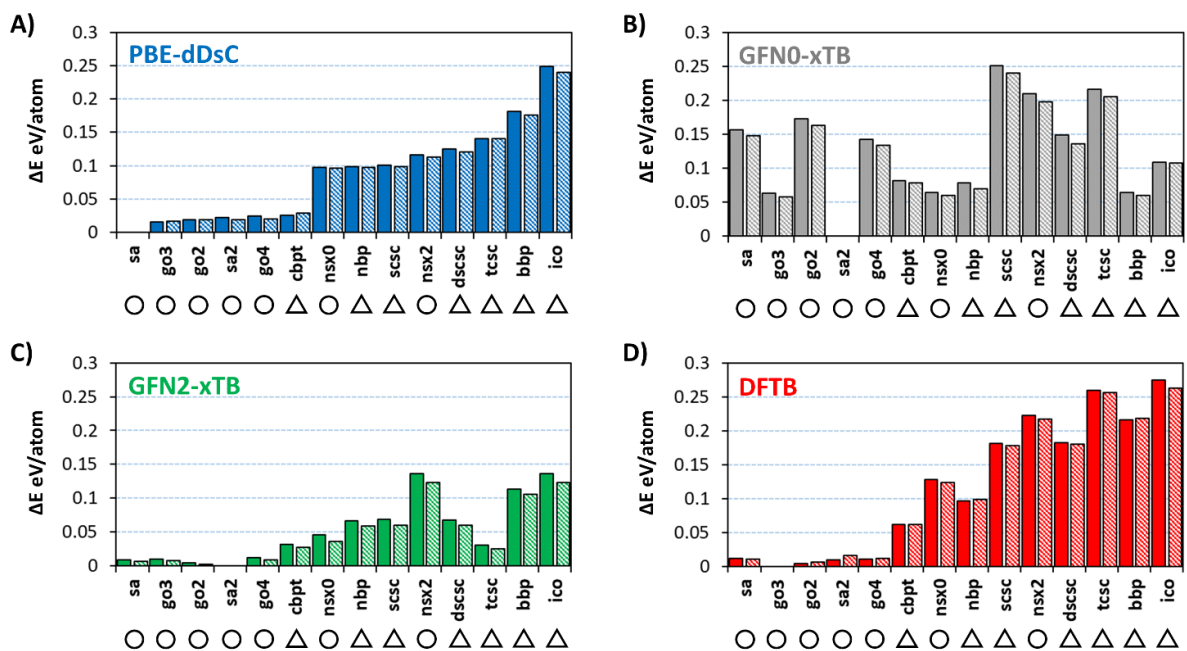 A)
PBE-dDsC
ΔE eV/atom
0.3
0.25
0.2
0.15
0.1
0.05
0
sa
go3
go2
sa2
go4
cbpt
nsx0
nbp
scsc
nsx2
dscsc
tcsc
bbp
ico
B)
GFN0-xTB
ΔE eV/atom
0.3
0.25
0.2
0.15
0.1
0.05
0
sa
go3
go2
sa2
go4
cbpt
nsx0
nbp
scsc
nsx2
dscsc
tcsc
bbp
ico
C)
GFN2-xTB
ΔE eV/atom
0.3
0.25
0.2
0.15
0.1
0.05
0
sa
go3
go2
sa2
go4
cbpt
nsx0
nbp
scsc
nsx2
dscsc
tcsc
bbp
ico
D)
DFTB
ΔE eV/atom
0.3
0.25
0.2
0.15
0.1
0.05
0
sa
go3
go2
sa2
go4
cbpt
nsx0
nbp
scsc
nsx2
dscsc
tcsc
bbp
ico